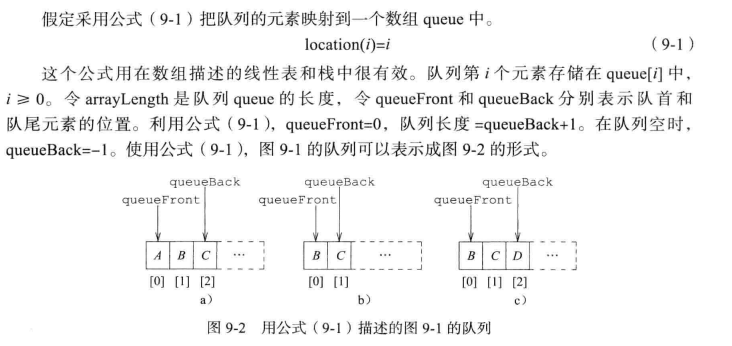 假定采用公式（9-1）把队列的元素映射到一个数组 queue 中。
location(i)=i （9-1）
这个公式用在数组描述的线性表和栈中很有效。队列第 i 个元素存储在 queue[i] 中，
i ≥ 0。令 arrayLength 是队列 queue 的长度，令 queueFront 和 queueBack 分别表示队首和
队尾元素的位置。利用公式（9-1），queueFront=0，队列长度 =queueBack+1。在队列空时，
queueBack=-1。使用公式（9-1），图 9-1 的队列可以表示成图 9-2 的形式。
queueBack queueBack queueBack
queueFront queueFront queueFront
A B C … B C … B C D …
[0] [1] [2] [0] [1] [0] [1] [2]
a） b） c）
图 9-2 用公式（9-1）描述的图 9-1 的队列